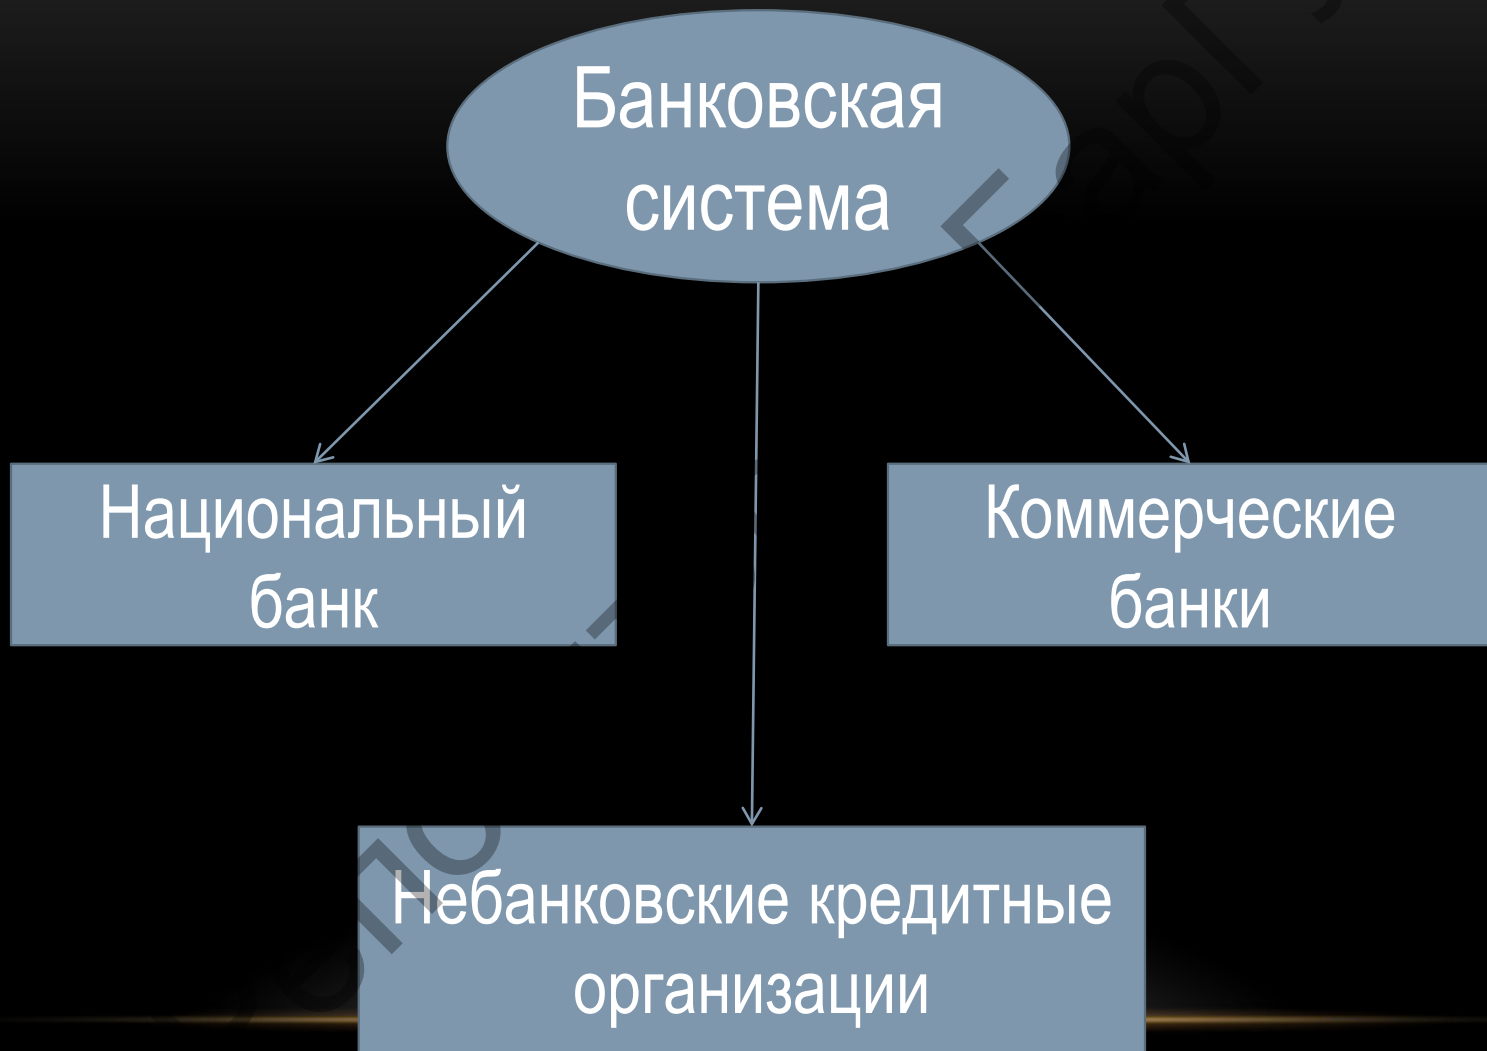 Банковская
система
Национальный
банк
Коммерческие
банки
Небанковские кредитные
организации